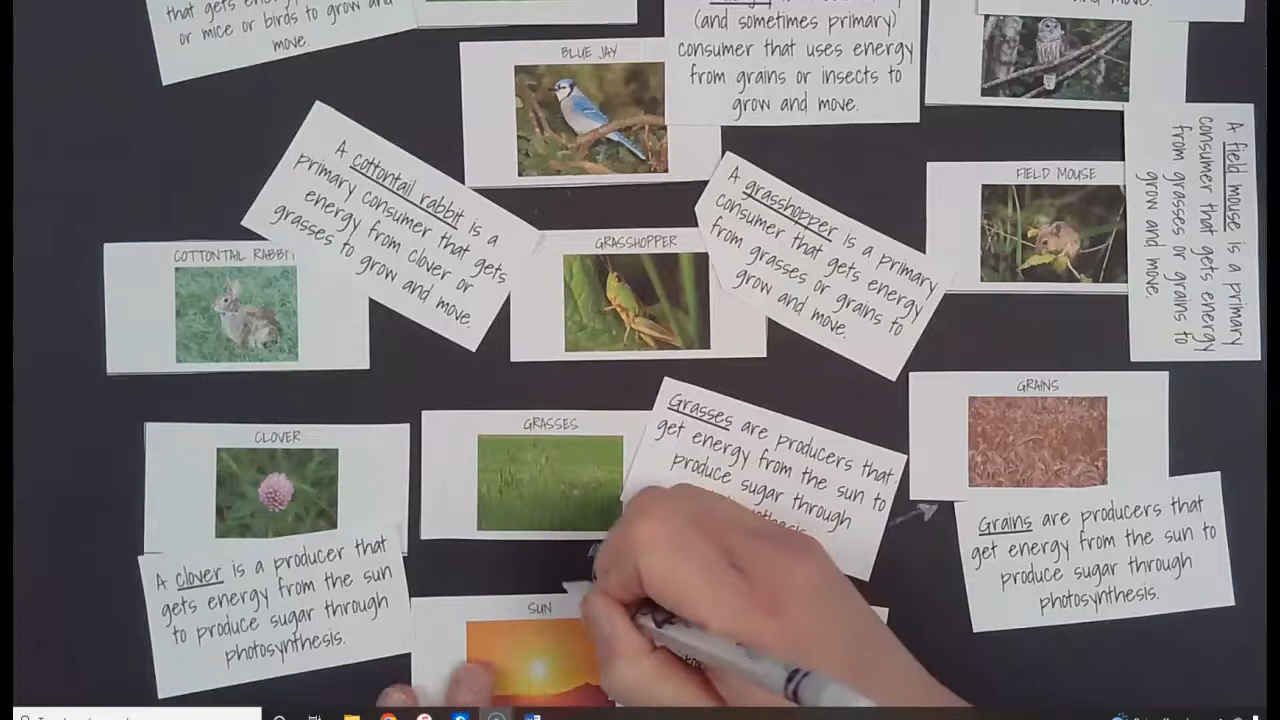 that gets energy
or mice or birds to grow and
move.
(and sometimes primary)
consumer that uses energy
from grains or insects to
grow and move.
BLUE JAY
A cottontail rabbit is a
primary consumer that gets
energy from clover or
grasses to grow and move.
A grasshopper is a primary
consumer that gets energy
from grasses or grains to
grow and move.
FIELD MOUSE
A field mouse is a primary
consumer that gets energy
from grasses or grains to
grow and move.
COTTONTAIL RABBIT
GRASSHOPPER
CLOVER
GRASSES
Grasses are producers that
get energy from the sun to
produce sugar through
GRAINS
Grains are producers that
get energy from the sun to
produce sugar through
photosynthesis.
A clover is a producer that
gets energy from the sun
to produce sugar through
photosynthesis.
SUN